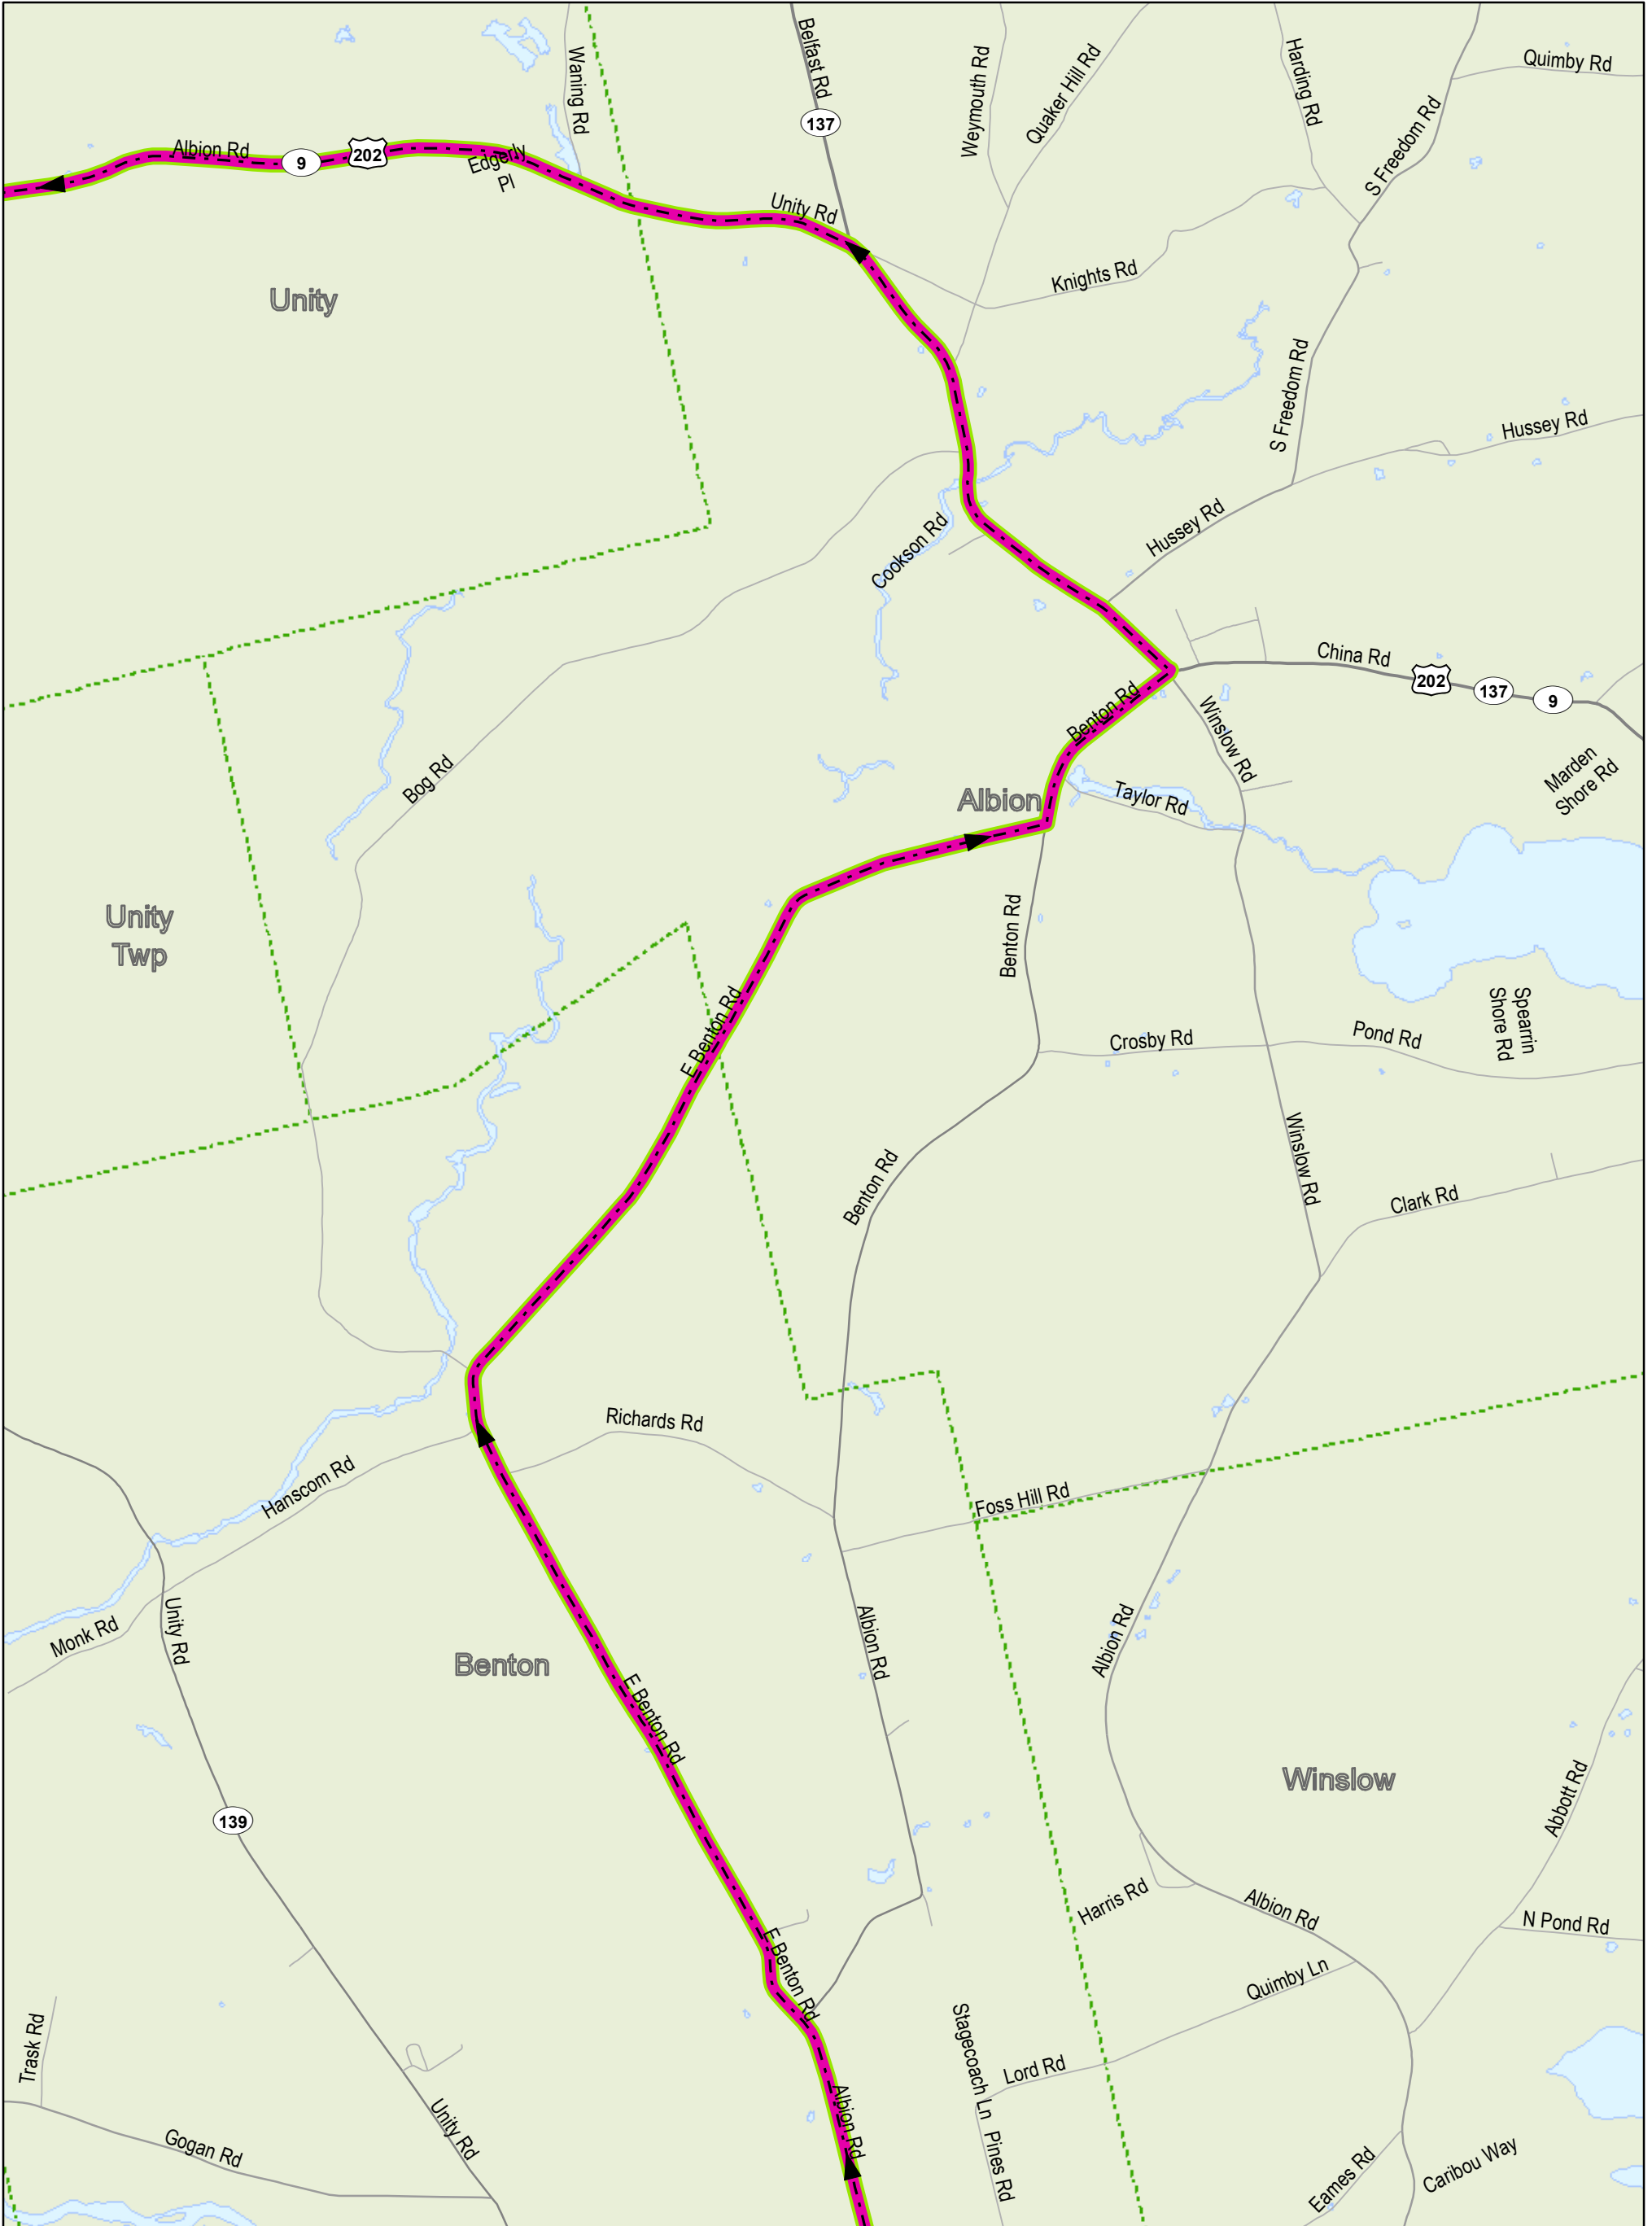 Waning Rd
Belfast Rd
137
Weymouth Rd
Quaker Hill Rd
Harding Rd
Quimby Rd
S Freedom Rd
Albion Rd
9
202
Edgerly
Pl
Unity Rd
Knights Rd
Unity
S Freedom Rd
Hussey Rd
Hussey Rd
Cookson Rd
China Rd
202
137
9
Benton Rd
Winslow Rd
Marden
Shore Rd
Bog Rd
Albion
Taylor Rd
Unity
Twp
Benton Rd
E Benton Rd
Crosby Rd
Pond Rd
Spearrin
Shore Rd
Winslow Rd
Benton Rd
Clark Rd
Richards Rd
Hanscom Rd
Foss Hill Rd
Monk Rd
Unity Rd
Benton
Albion Rd
Albion Rd
E Benton Rd
Winslow
Abbott Rd
139
Harris Rd
Albion Rd
N Pond Rd
E Benton Rd
Quimby Ln
Trask Rd
Stagecoach Ln
Lord Rd
Albion Rd
Unity Rd
Gogan Rd
Pines Rd
Eames Rd
Caribou Way